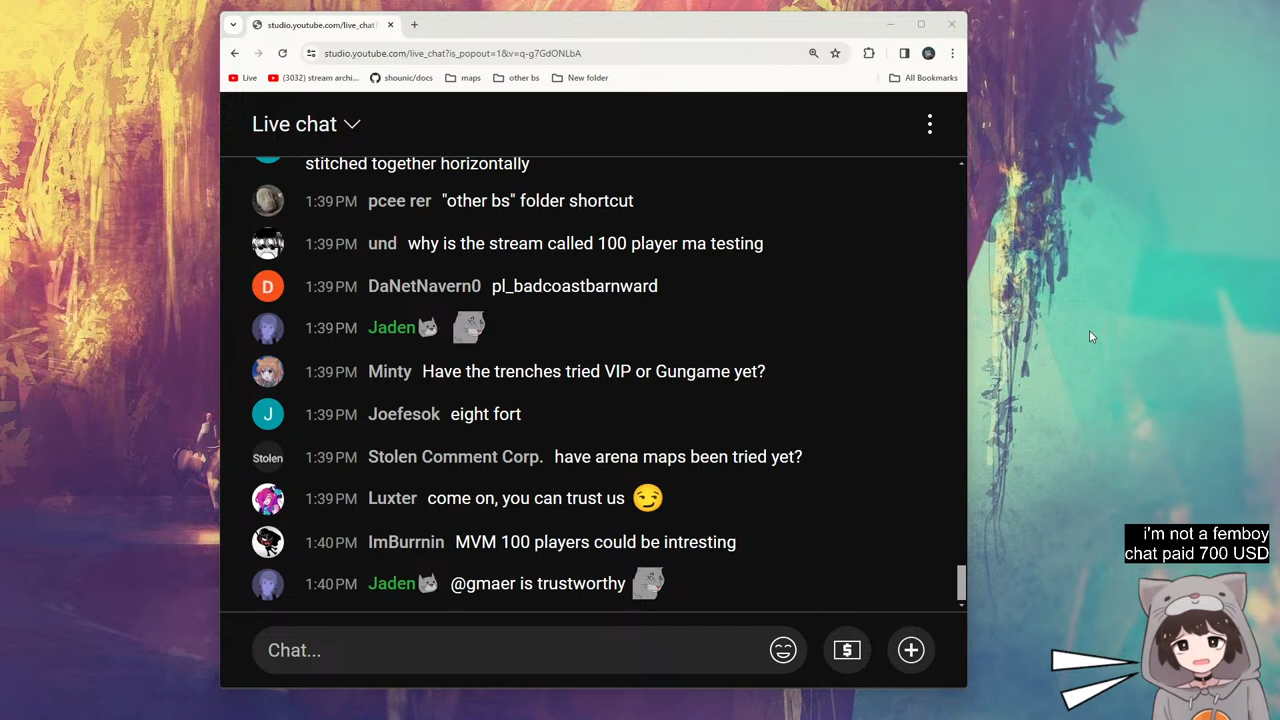 studio.youtube.com/live_chat?
studio.youtube.com/live_chat?is_popout=1&v=q-g7GdONLbA
Live
(3032) stream archi...
shounic/docs
maps
other bs
New folder
All Bookmarks
Live chat
stitched together horizontally
1:39 PM pcee rer "other bs" folder shortcut
1:39 PM und why is the stream called 100 player ma testing
D
1:39 PM DaNetNavern0 pl_badcoastbarnward
1:39 PM Jaden
1:39 PM Minty Have the trenches tried VIP or Gungame yet?
J
1:39 PM Joefesok eight fort
Stolen
1:39 PM Stolen Comment Corp. have arena maps been tried yet?
1:39 PM Luxter come on, you can trust us 😏
1:40 PM ImBurrnin MVM 100 players could be intresting
1:40 PM Jaden @gmaer is trustworthy
Chat...
$
i'm not a femboy
chat paid 700 USD